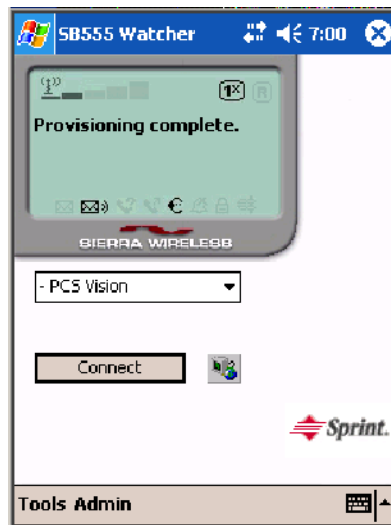 SB555 Watcher 7:00
1X R
Provisioning complete.
SIERRA WIRELESS
- PCS Vision
Connect
Sprint.
Tools Admin